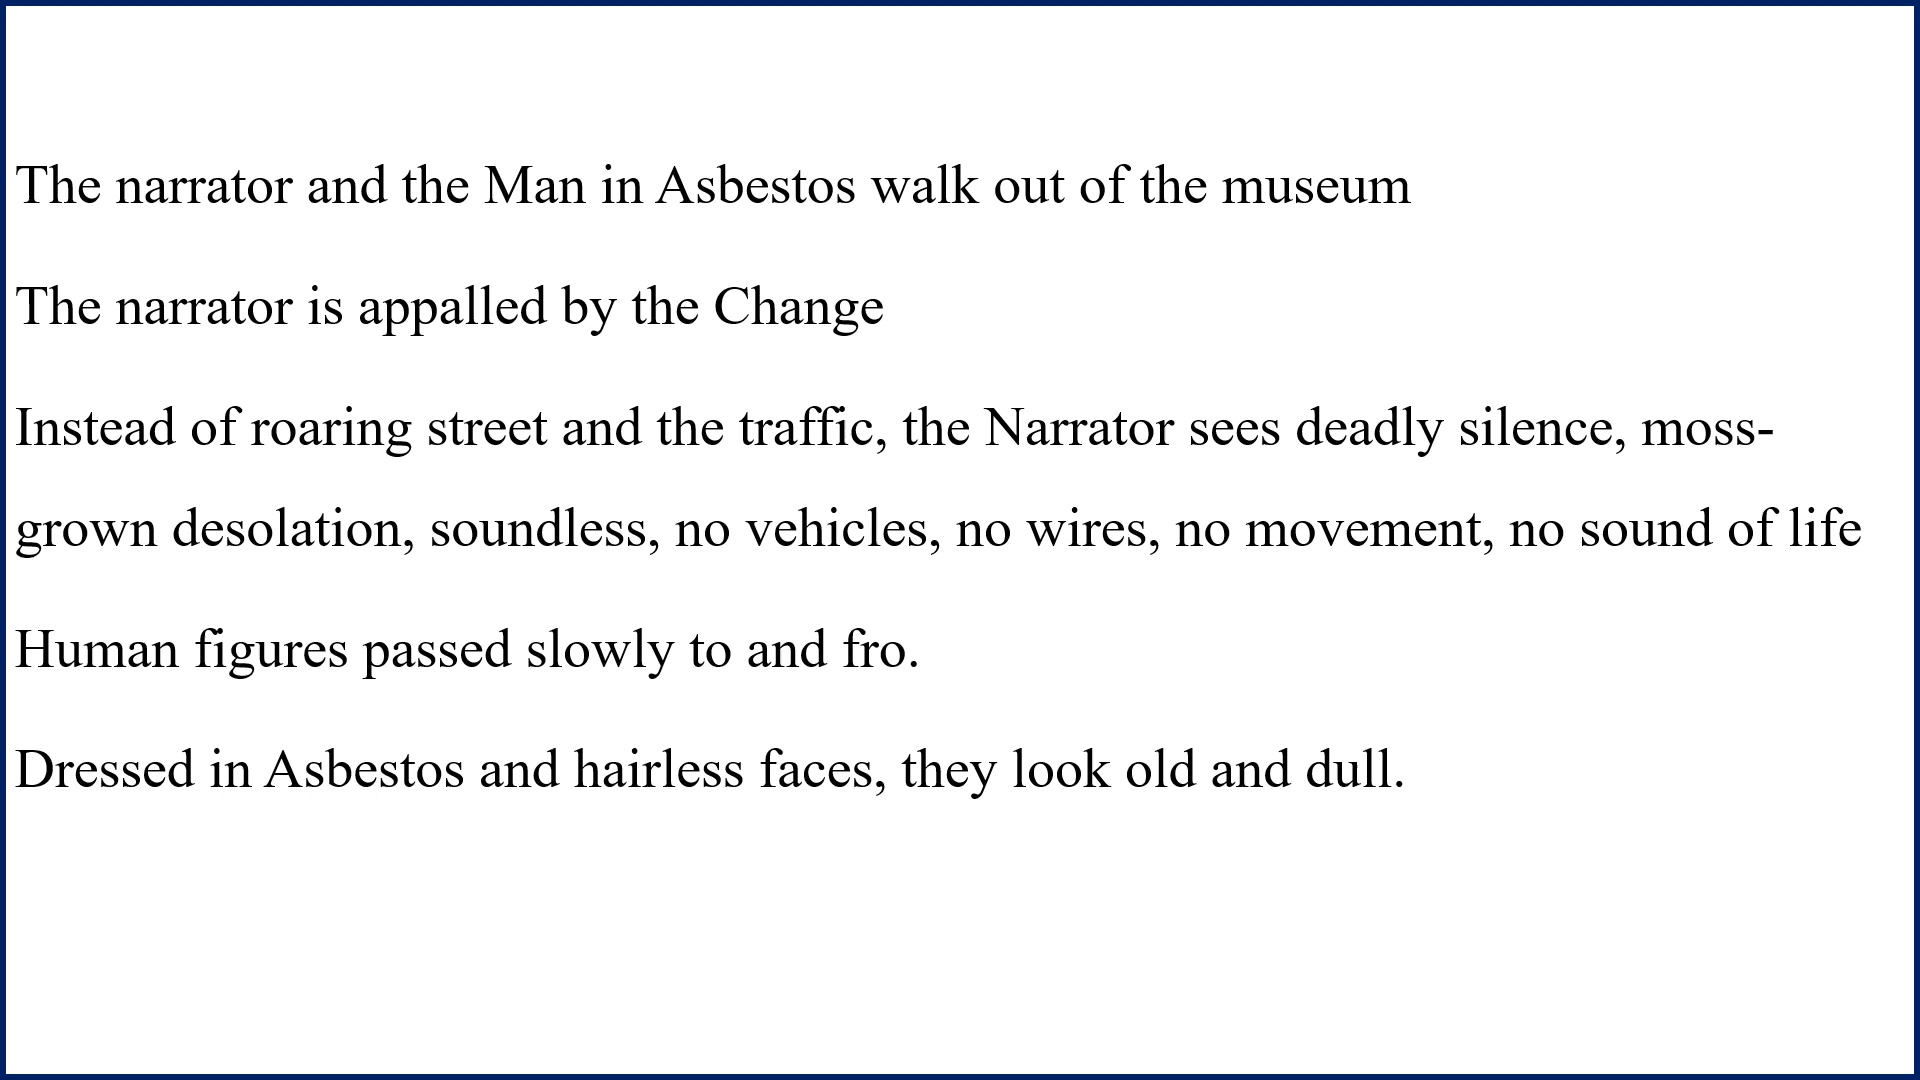 The narrator and the Man in Asbestos walk out of the museum
The narrator is appalled by the Change
Instead of roaring street and the traffic, the Narrator sees deadly silence, moss-
grown desolation, soundless, no vehicles, no wires, no movement, no sound of life
Human figures passed slowly to and fro.
Dressed in Asbestos and hairless faces, they look old and dull.